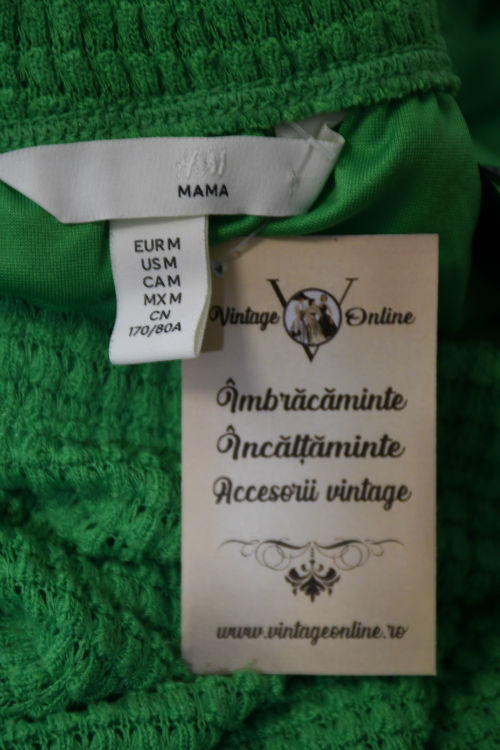 H&M
MAMA
EUR M
US M
CA M
MX M
CN
170/80A
Vintage Online
Îmbrăcăminte
Încălțăminte
Accesorii vintage
www.vintageonline.ro